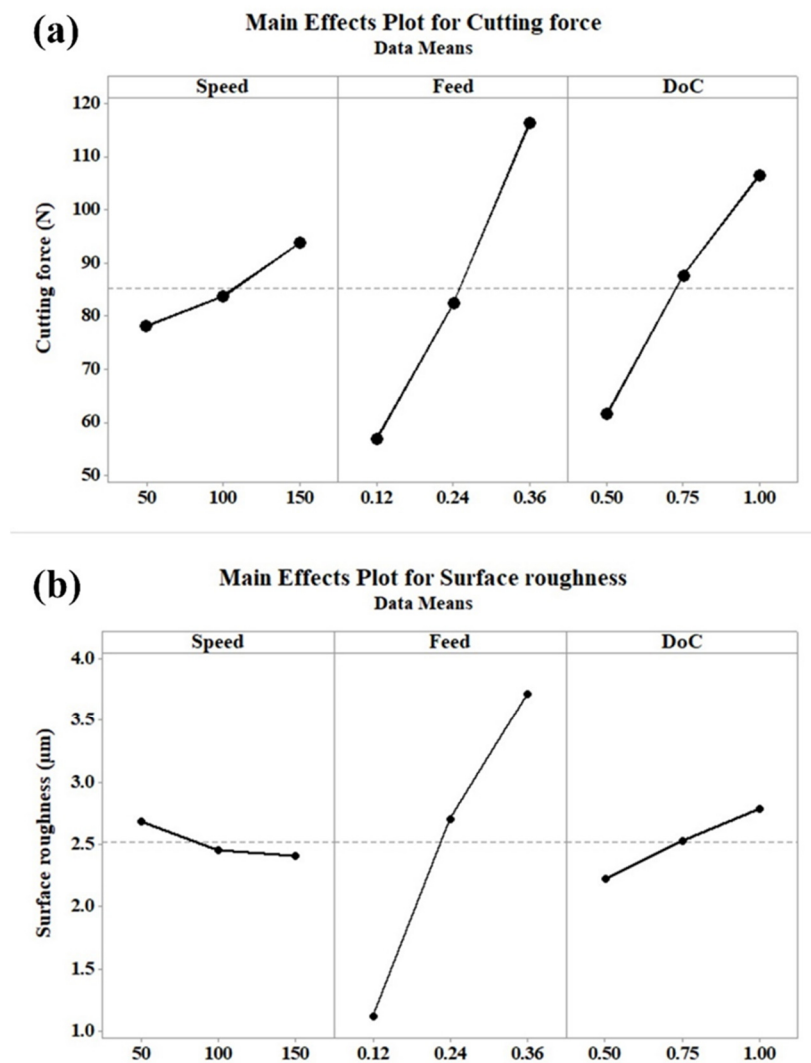 (a)
Main Effects Plot for Cutting force
Data Means
Speed Feed DoC
Cutting force (N)
120
110
100
90
80
70
60
50
50 100 150 0.12 0.24 0.36 0.50 0.75 1.00
(b)
Main Effects Plot for Surface roughness
Data Means
Speed Feed DoC
Surface roughness (μm)
4.0
3.5
3.0
2.5
2.0
1.5
1.0
50 100 150 0.12 0.24 0.36 0.50 0.75 1.00